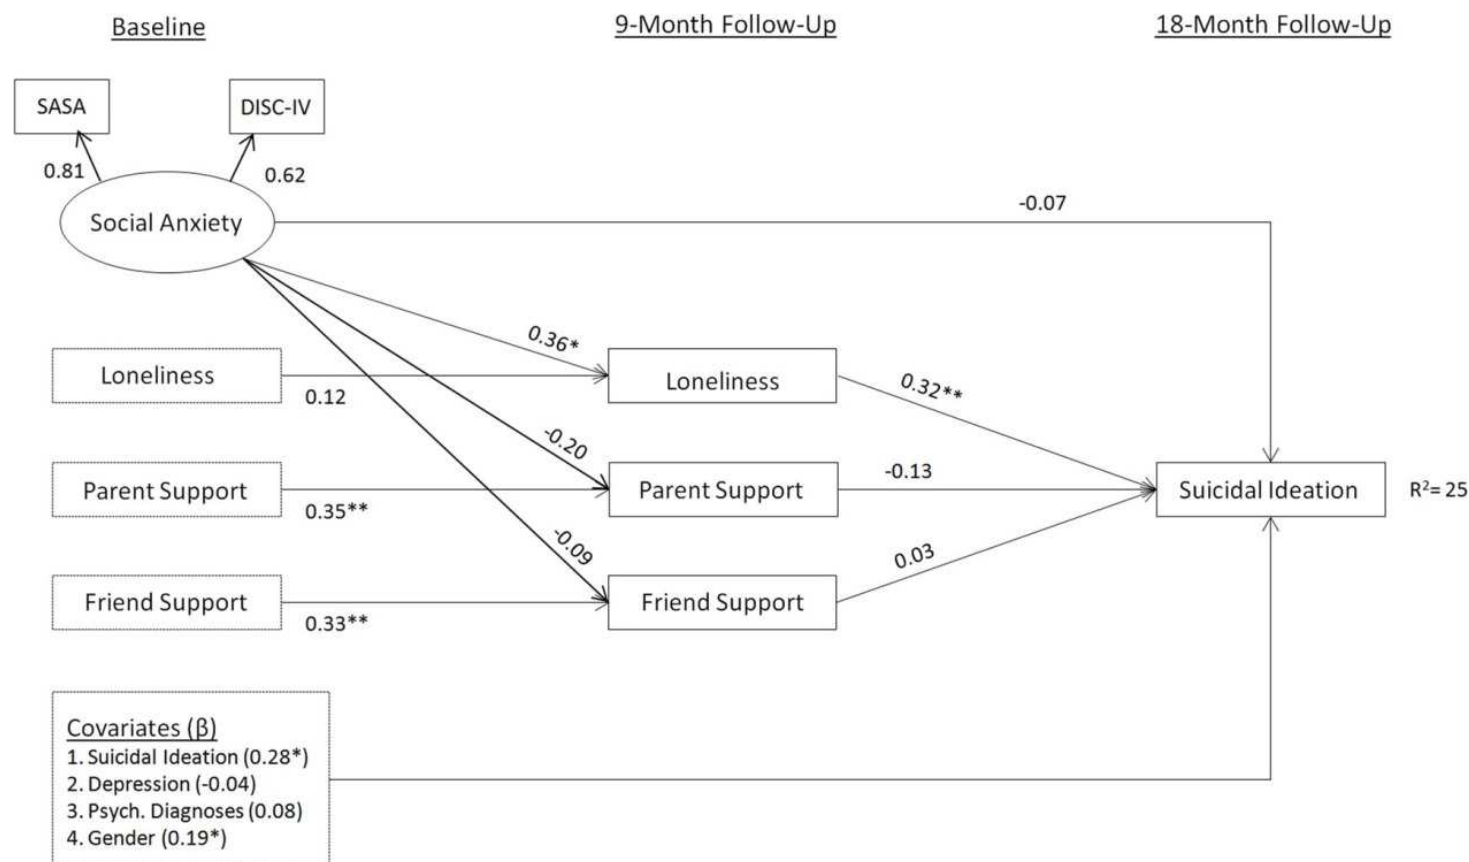 Baseline
9-Month Follow-Up
18-Month Follow-Up
SASA
DISC-IV
0.81
0.62
Social Anxiety
-0.07
0.36*
Loneliness
0.12
Loneliness
0.32**
-0.20
Parent Support
0.35**
Parent Support
-0.13
Suicidal Ideation
R²= 25
-0.09
Friend Support
0.33**
Friend Support
0.03
Covariates (β)
1. Suicidal Ideation (0.28*)
2. Depression (-0.04)
3. Psych. Diagnoses (0.08)
4. Gender (0.19*)